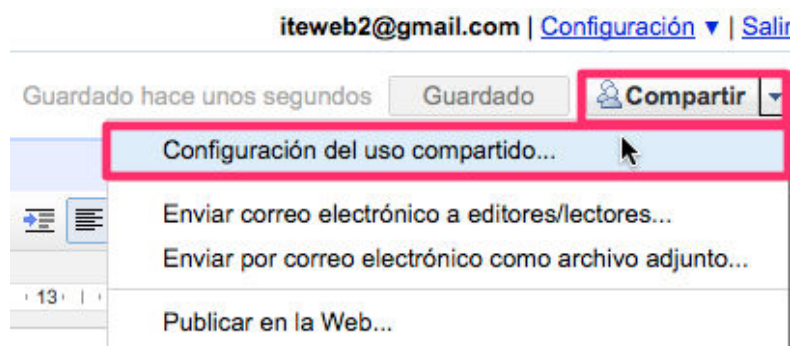 iteweb2@gmail.com | Configuración ▼ | Salir
Guardado hace unos segundos Guardado Compartir
Configuración del uso compartido...
Enviar correo electrónico a editores/lectores...
Enviar por correo electrónico como archivo adjunto...
13
Publicar en la Web...